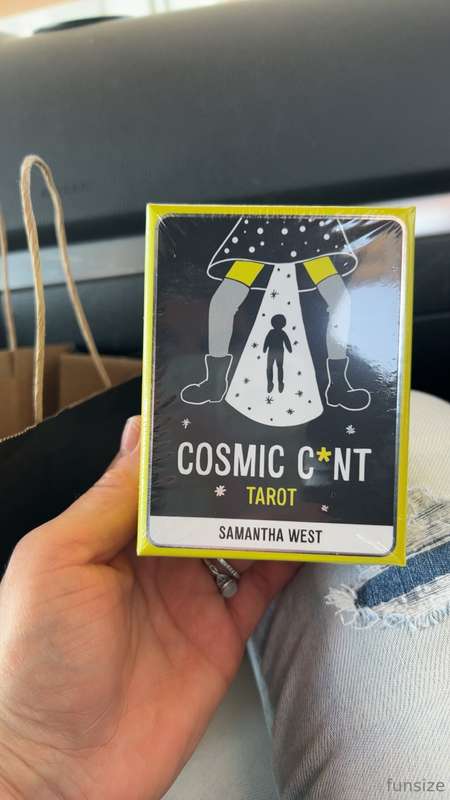 COSMIC C*NT
TAROT
SAMANTHA WEST
funsize